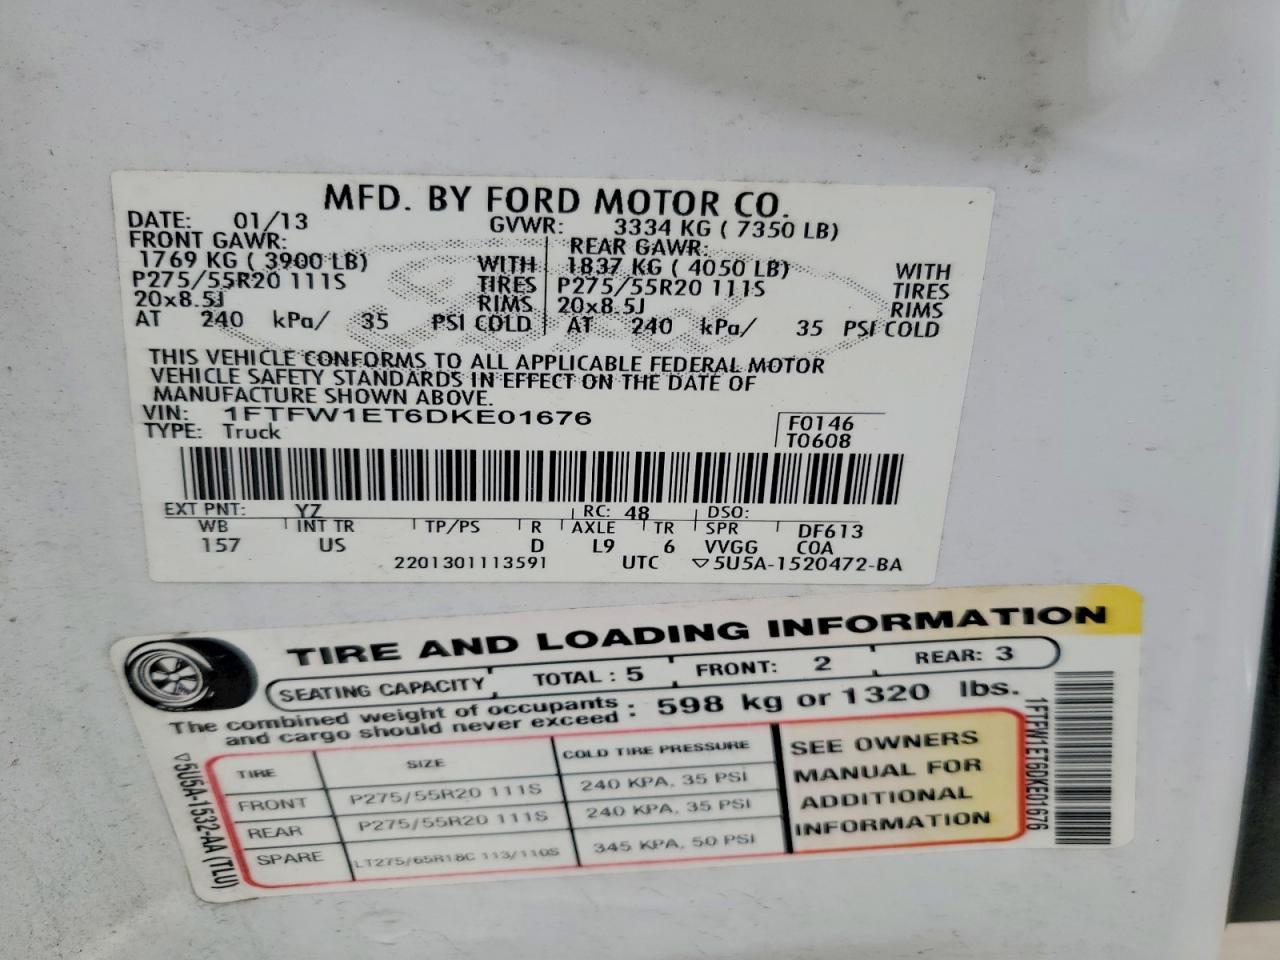 MFD. BY FORD MOTOR CO.
DATE: 01/13 GVWR: 3334 KG ( 7350 LB)
FRONT GAWR: REAR GAWR:
1769 KG ( 3900 LB) WITH 1837 KG ( 4050 LB) WITH
P275/55R20 111S TIRES P275/55R20 111S TIRES
20x8.5J RIMS 20x8.5J RIMS
AT 240 kPa/ 35 PSI COLD AT 240 kPa/ 35 PSI COLD
THIS VEHICLE CONFORMS TO ALL APPLICABLE FEDERAL MOTOR
VEHICLE SAFETY STANDARDS IN EFFECT ON THE DATE OF
MANUFACTURE SHOWN ABOVE.
VIN: 1FTFW1ET6DKE01676 F0146
TYPE: Truck T0608
EXT PNT: YZ RC: 48 DSO:
WB INT TR TP/PS R AXLE TR SPR DF613
157 US D L9 6 VVGG C0A
2201301113591 UTC ▽5U5A-1520472-BA
TIRE AND LOADING INFORMATION
SEATING CAPACITY TOTAL : 5 FRONT: 2 REAR: 3
The combined weight of occupants
and cargo should never exceed : 598 kg or 1320 lbs.
TIRE SIZE COLD TIRE PRESSURE
FRONT P275/55R20 111S 240 KPA, 35 PSI
REAR P275/55R20 111S 240 KPA, 35 PSI
SPARE LT275/65R18C 113/110S 345 KPA, 50 PSI
SEE OWNERS
MANUAL FOR
ADDITIONAL
INFORMATION
▽5U5A-1532-AA (TLU)
1FTFW1ET6DKE01676